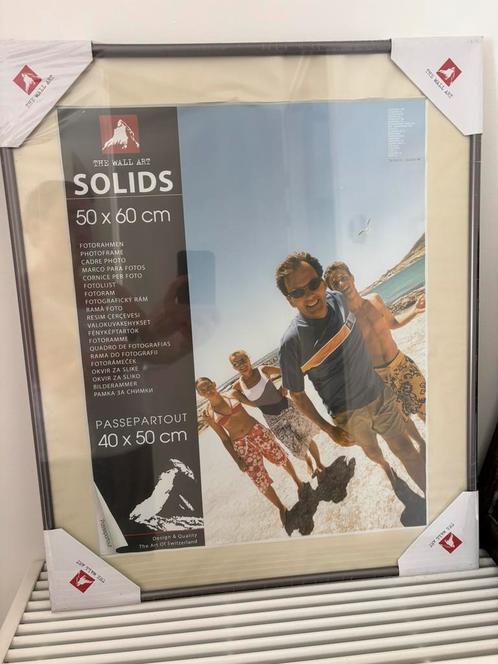 THE WALL ART
THE WALL ART
THE WALL ART
SOLIDS
50 x 60 cm
FOTORAHMEN
PHOTOFRAME
CADRE PHOTO
MARCO PARA FOTOS
CORNICE PER FOTO
FOTOLIJST
FOTORAM
FOTOGRAFICKÝ RÁM
RAMĂ FOTO
RESIM ÇERÇEVESI
VALOKUVAKEHYKSET
FÉNYKÉPTARTÓK
FOTORAMME
QUADRO DE FOTOGRAFIAS
RAMA DO FOTOGRAFII
FOTORÁMEČEK
OKVIR ZA SLIKE
OKVIR ZA SLIKO
BILDERAMMER
РАМКА ЗА СНИМКИ
PASSEPARTOUT
40 x 50 cm
Design & Quality
The Art Of Switzerland
THE WALL ART
THE WALL ART